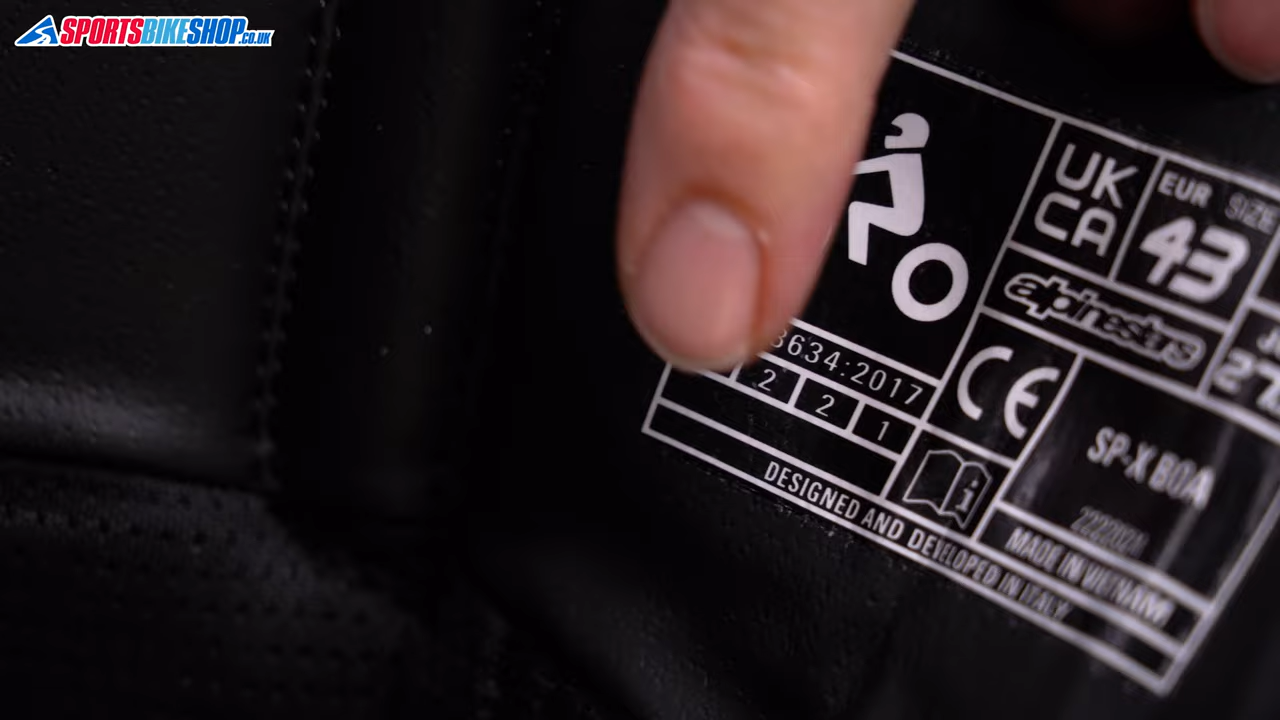 SPORTSBIKESHOP.CO.UK
UK
CA
EUR SIZE
43
alpinestars
3634:2017
2 2 1
CE
SP-X BOA
i
MADE IN VIETNAM
DESIGNED AND DEVELOPED IN ITALY